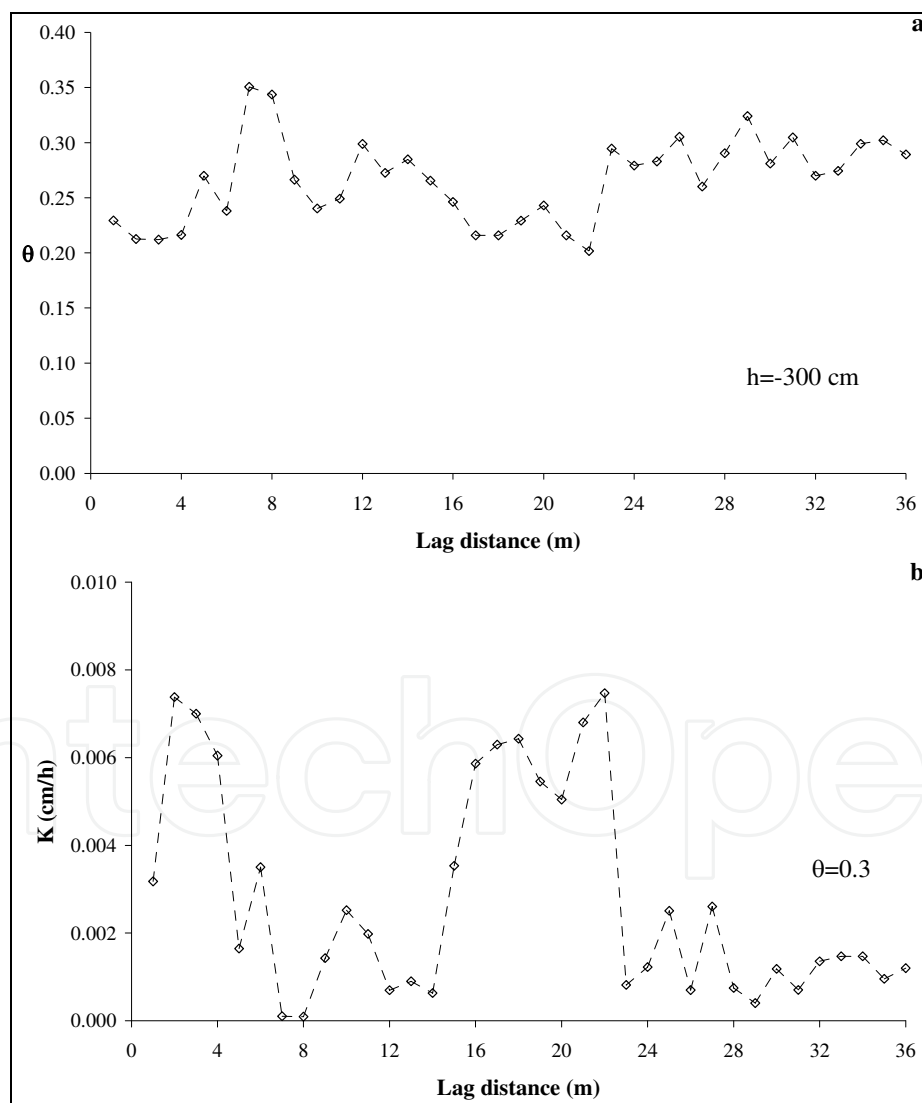 a
0.40
0.35
0.30
0.25
0.20
0.15
0.10
0.05
0.00
θ
h=-300 cm
0 4 8 12 16 20 24 28 32 36
Lag distance (m)
b
0.010
0.008
0.006
0.004
0.002
0.000
K (cm/h)
θ=0.3
0 4 8 12 16 20 24 28 32 36
Lag distance (m)
ntechOpe